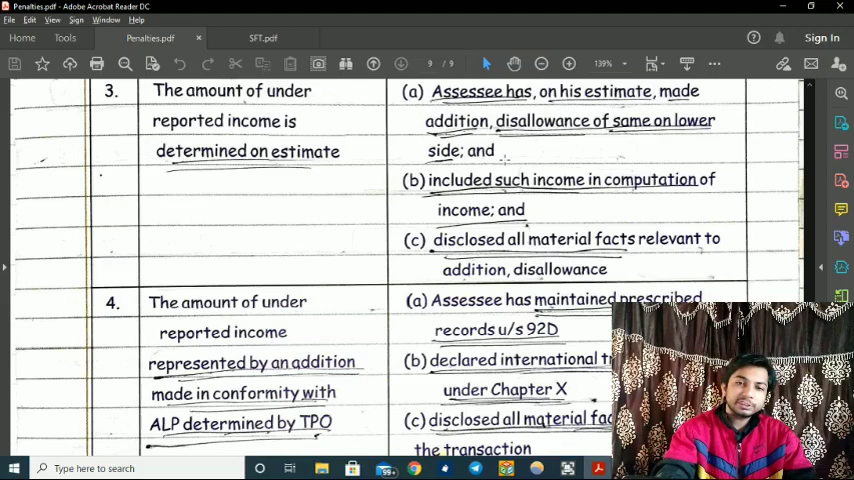 Penalties.pdf - Adobe Acrobat Reader DC
File Edit View Sign Window Help
Home Tools Penalties.pdf × SFT.pdf Sign In
9 / 9 139%
3. The amount of under
reported income is
determined on estimate
(a) Assessee has, on his estimate, made
addition, disallowance of same on lower
side; and
(b) included such income in computation of
income; and
(c) disclosed all material facts relevant to
addition, disallowance
4. The amount of under
reported income
represented by an addition
made in conformity with
ALP determined by TPO
(a) Assessee has maintained prescribed
records u/s 92D
(b) declared international
under Chapter X
(c) disclosed all material
the transaction
Type here to search
99+